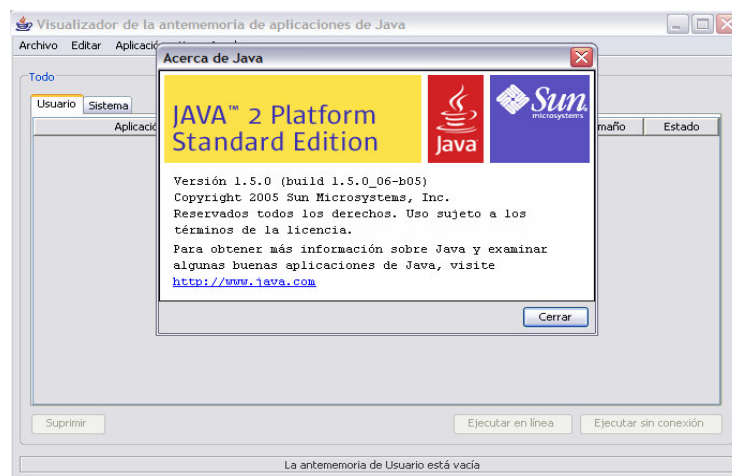 Visualizador de la antememoria de aplicaciones de Java
Archivo Editar
Acerca de Java
Todo
Usuario Sistema
Estado
JAVA™ 2 Platform
Standard Edition
Java
Sun
microsystems
Versión 1.5.0 (build 1.5.0_06-b05)
Copyright 2005 Sun Microsystems, Inc.
Reservados todos los derechos. Uso sujeto a los
términos de la licencia.
Para obtener más información sobre Java y examinar
algunas buenas aplicaciones de Java, visite
http://www.java.com
Cerrar
Suprimir
Ejecutar en línea
Ejecutar sin conexión
La antememoria de Usuario está vacía